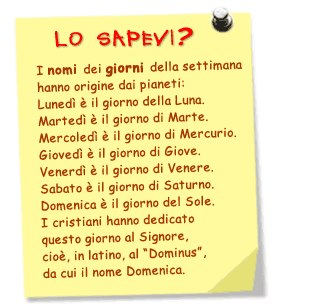 LO SAPEVI?
I nomi dei giorni della settimana
hanno origine dai pianeti:
Lunedì è il giorno della Luna.
Martedì è il giorno di Marte.
Mercoledì è il giorno di Mercurio.
Giovedì è il giorno di Giove.
Venerdì è il giorno di Venere.
Sabato è il giorno di Saturno.
Domenica è il giorno del Sole.
I cristiani hanno dedicato
questo giorno al Signore,
cioè, in latino, al “Dominus”,
da cui il nome Domenica.